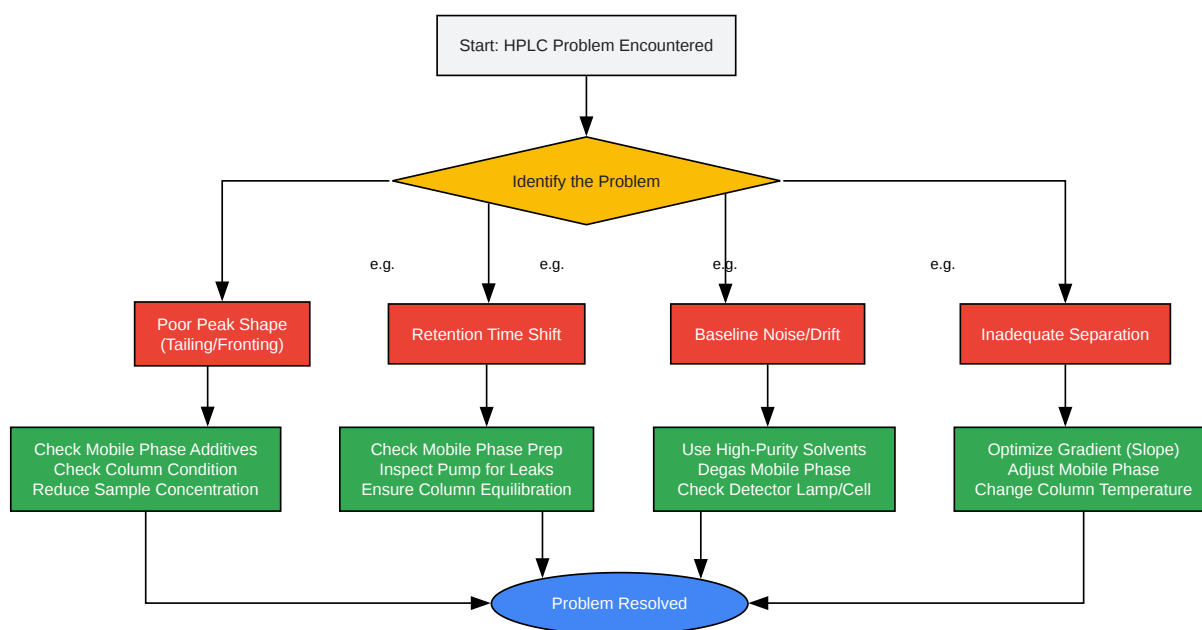 Start: HPLC Problem Encountered
Identify the Problem
e.g.
e.g.
e.g.
e.g.
Poor Peak Shape
(Tailing/Fronting)
Retention Time Shift
Baseline Noise/Drift
Inadequate Separation
Check Mobile Phase Additives
Check Column Condition
Reduce Sample Concentration
Check Mobile Phase Prep
Inspect Pump for Leaks
Ensure Column Equilibration
Use High-Purity Solvents
Degas Mobile Phase
Check Detector Lamp/Cell
Optimize Gradient (Slope)
Adjust Mobile Phase
Change Column Temperature
Problem Resolved